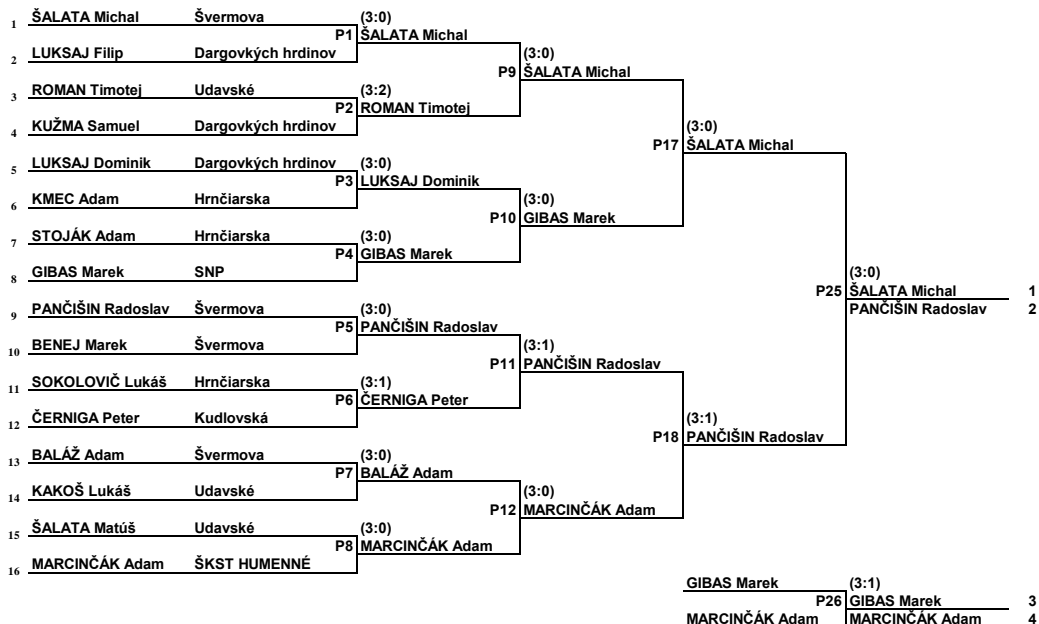 1 ŠALATA Michal Švermova (3:0)
P1 ŠALATA Michal
2 LUKSAJ Filip Dargovkých hrdinov (3:0)
P9 ŠALATA Michal
3 ROMAN Timotej Udavské (3:2)
P2 ROMAN Timotej
4 KUŽMA Samuel Dargovkých hrdinov (3:0)
P17 ŠALATA Michal
5 LUKSAJ Dominik Dargovkých hrdinov (3:0)
P3 LUKSAJ Dominik
6 KMEC Adam Hrnčiarska (3:0)
P10 GIBAS Marek
7 STOJÁK Adam Hrnčiarska (3:0)
P4 GIBAS Marek
8 GIBAS Marek SNP (3:0)
P25 ŠALATA Michal 1
9 PANČIŠIN Radoslav Švermova (3:0) PANČIŠIN Radoslav 2
P5 PANČIŠIN Radoslav
10 BENEJ Marek Švermova (3:1)
P11 PANČIŠIN Radoslav
11 SOKOLOVIČ Lukáš Hrnčiarska (3:1)
P6 ČERNIGA Peter
12 ČERNIGA Peter Kudlovská (3:1)
P18 PANČIŠIN Radoslav
13 BALÁŽ Adam Švermova (3:0)
P7 BALÁŽ Adam
14 KAKOŠ Lukáš Udavské (3:0)
P12 MARCINČÁK Adam
15 ŠALATA Matúš Udavské (3:0)
P8 MARCINČÁK Adam
16 MARCINČÁK Adam ŠKST HUMENNÉ
GIBAS Marek (3:1)
P26 GIBAS Marek 3
MARCINČÁK Adam MARCINČÁK Adam 4